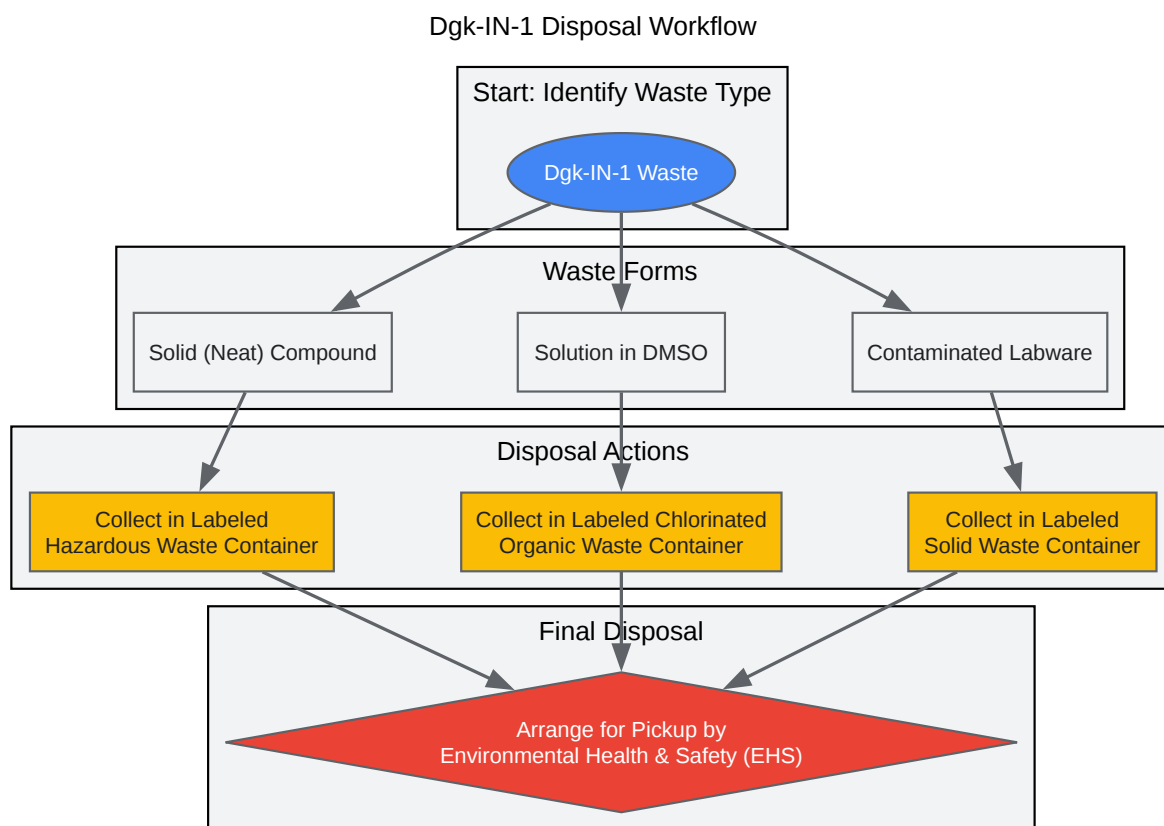 Dgk-IN-1 Disposal Workflow
Start: Identify Waste Type
Dgk-IN-1 Waste
Waste Forms
Solid (Neat) Compound
Solution in DMSO
Contaminated Labware
Disposal Actions
Collect in Labeled
Hazardous Waste Container
Collect in Labeled Chlorinated
Organic Waste Container
Collect in Labeled
Solid Waste Container
Final Disposal
Arrange for Pickup by
Environmental Health & Safety (EHS)